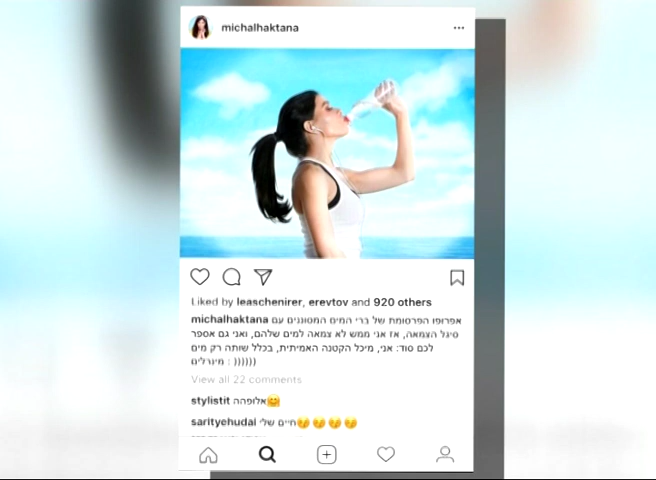 michalhaktana
Liked by leaschenirer, erevtov and 920 others
michalhaktana אפרופו הפרסומת של ברי המים המסוננים עם
סיגל הצמאה, אז אני ממש לא צמאה למים שלהם, ואני גם אספר
לכם סוד: אני, מיכל הקטנה האמיתית, בכלל שותה רק מים
מינרלים : ))))))
View all 22 comments
stylistit אלופהה🤗
sarityehudai חיים שלי😚😚😚😚